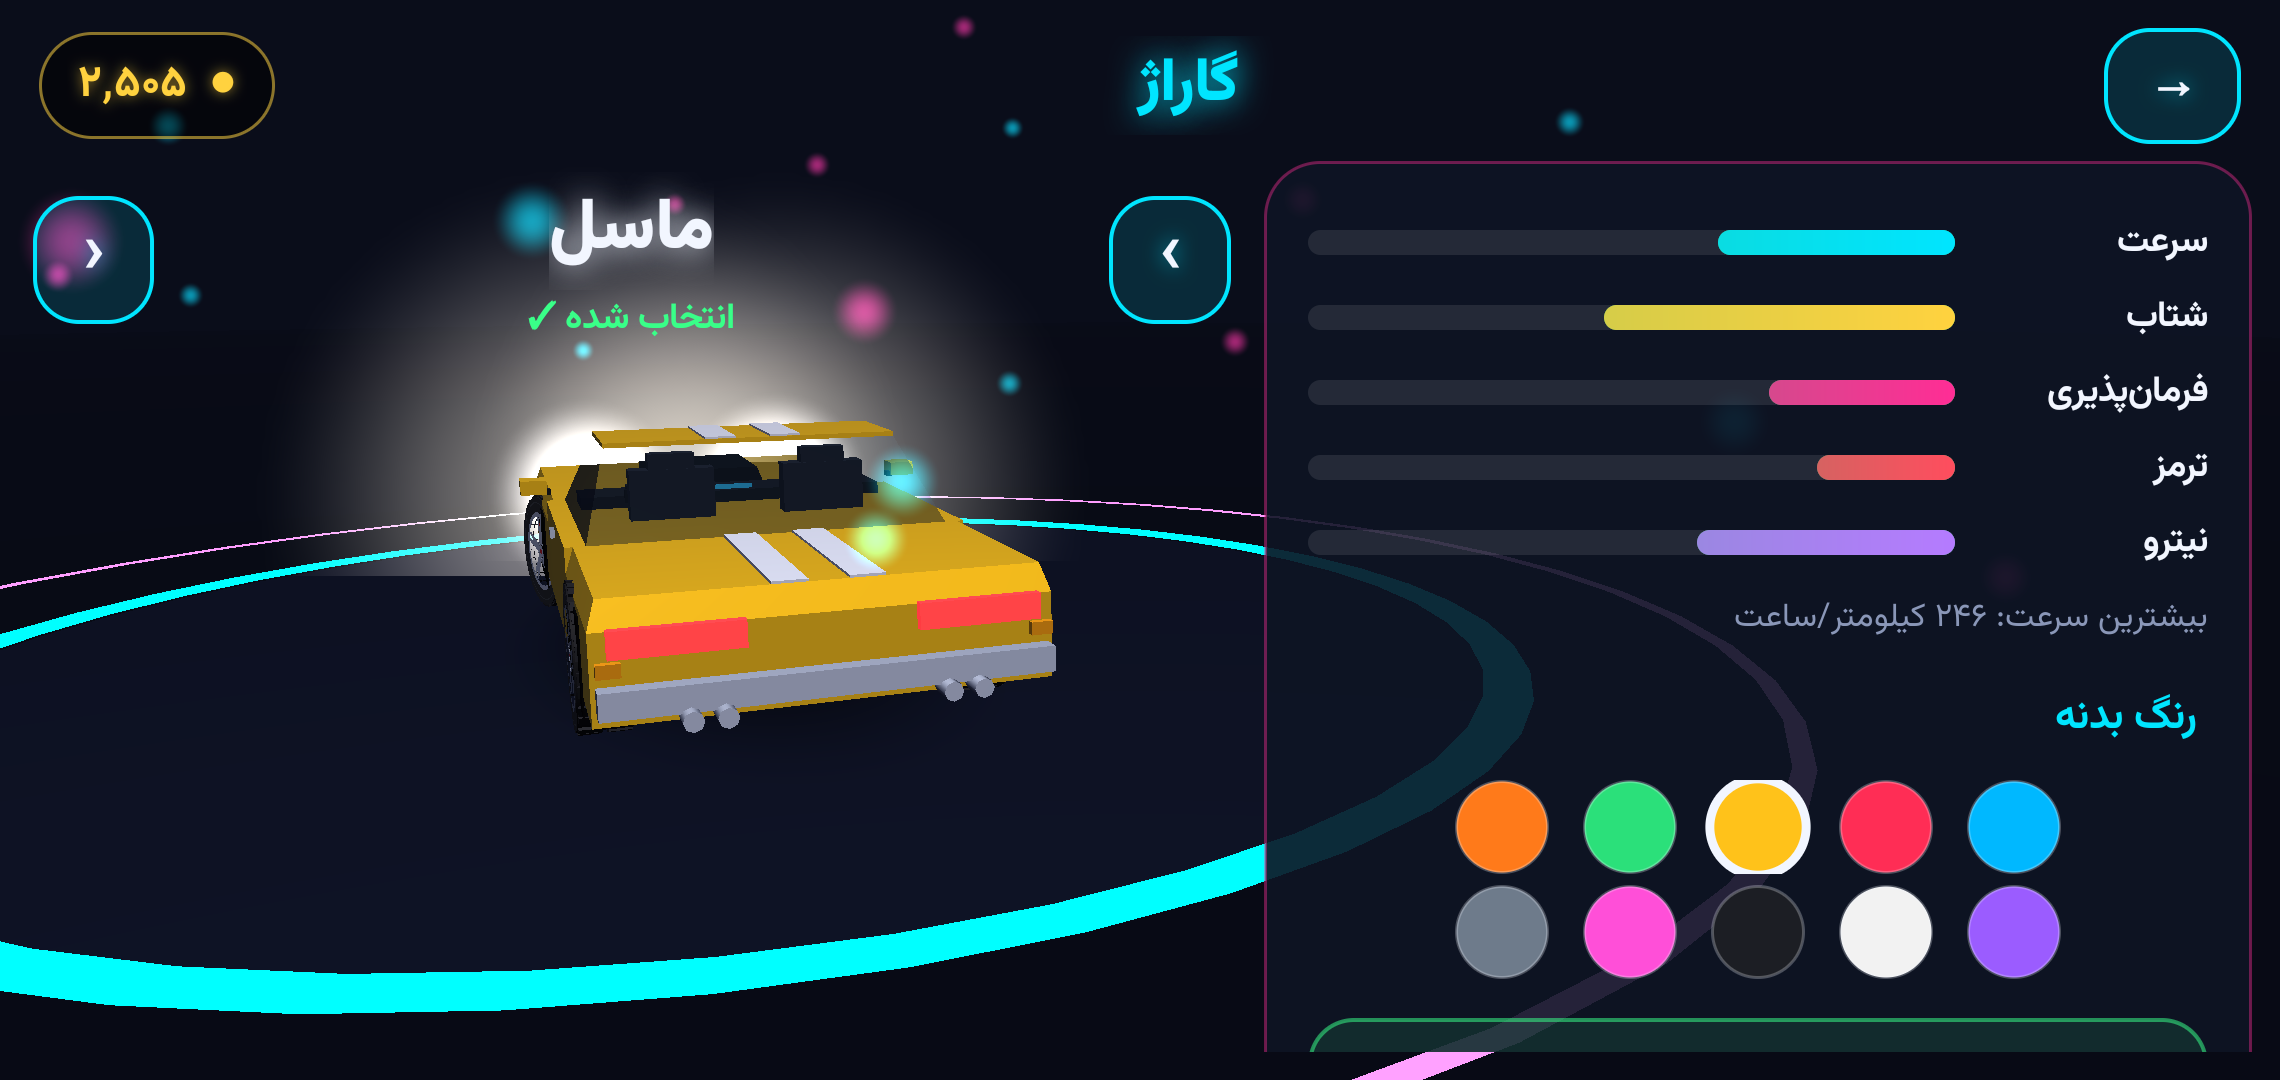 →
گاراژ
۲,۵۰۵
ماسل
انتخاب شده ✓
سرعت
شتاب
فرمان‌پذیری
ترمز
نیترو
بیشترین سرعت: ۲۴۶ کیلومتر/ساعت
رنگ بدنه